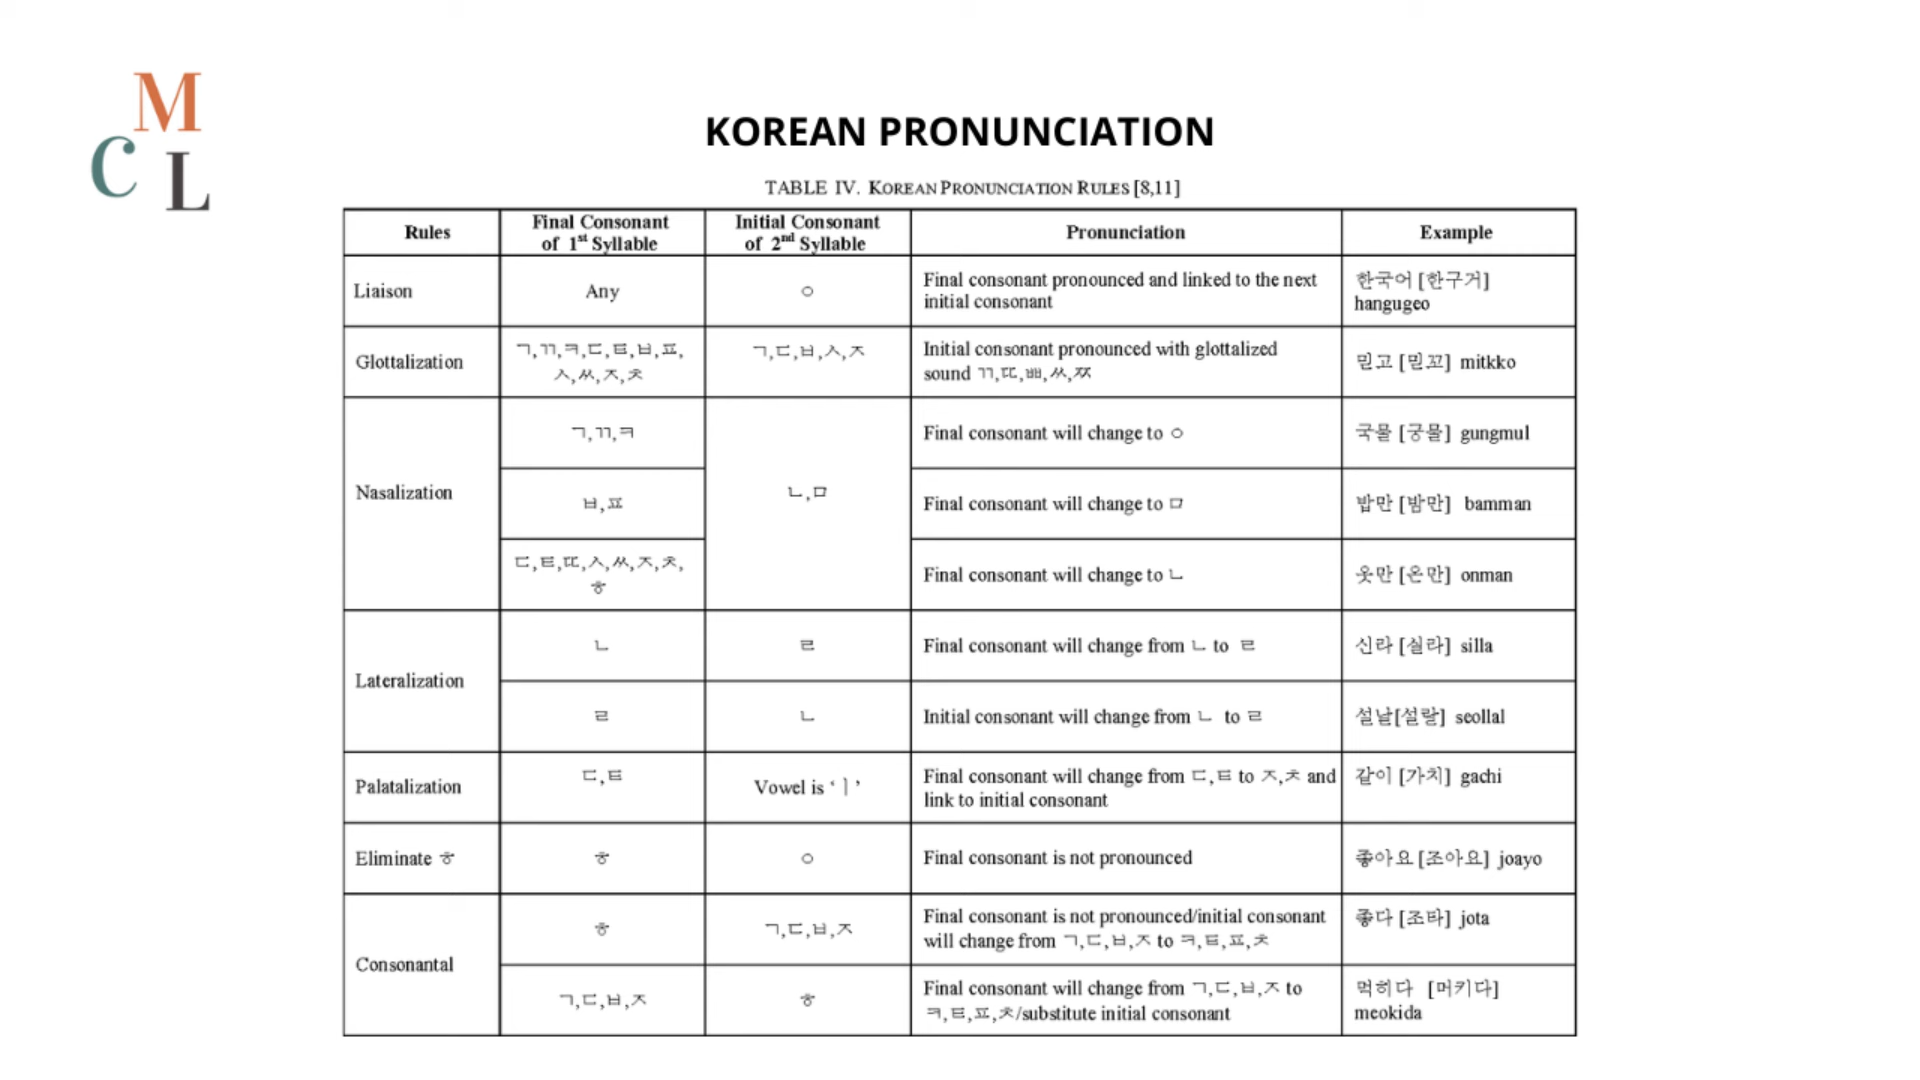 M
C L
KOREAN PRONUNCIATION
TABLE IV. KOREAN PRONUNCIATION RULES [8,11]
Rules
Final Consonant
of 1st Syllable
Initial Consonant
of 2nd Syllable
Pronunciation
Example
Liaison
Any
ㅇ
Final consonant pronounced and linked to the next
initial consonant
한국어 [한구거]
hangugeo
Glottalization
ㄱ,ㄲ,ㅋ,ㄷ,ㅌ,ㅂ,ㅍ,
ㅅ,ㅆ,ㅈ,ㅊ
ㄱ,ㄷ,ㅂ,ㅅ,ㅈ
Initial consonant pronounced with glottalized
sound ㄲ,ㄸ,ㅃ,ㅆ,ㅉ
믿고 [믿꼬] mitkko
Nasalization
ㄱ,ㄲ,ㅋ
ㄴ,ㅁ
Final consonant will change to ㅇ
국물 [궁물] gungmul
ㅂ,ㅍ
Final consonant will change to ㅁ
밥만 [밤만] bamman
ㄷ,ㅌ,ㄸ,ㅅ,ㅆ,ㅈ,ㅊ,
ㅎ
Final consonant will change to ㄴ
옷만 [온만] onman
Lateralization
ㄴ
ㄹ
Final consonant will change from ㄴ to ㄹ
신라 [실라] silla
ㄹ
ㄴ
Initial consonant will change from ㄴ to ㄹ
설날[설랄] seollal
Palatalization
ㄷ,ㅌ
Vowel is ‘ㅣ’
Final consonant will change from ㄷ,ㅌ to ㅈ,ㅊ and
link to initial consonant
같이 [가치] gachi
Eliminate ㅎ
ㅎ
ㅇ
Final consonant is not pronounced
좋아요 [조아요] joayo
Consonantal
ㅎ
ㄱ,ㄷ,ㅂ,ㅈ
Final consonant is not pronounced/initial consonant
will change from ㄱ,ㄷ,ㅂ,ㅈ to ㅋ,ㅌ,ㅍ,ㅊ
좋다 [조타] jota
ㄱ,ㄷ,ㅂ,ㅈ
ㅎ
Final consonant will change from ㄱ,ㄷ,ㅂ,ㅈ to
ㅋ,ㅌ,ㅍ,ㅊ/substitute initial consonant
먹히다 [머키다]
meokida